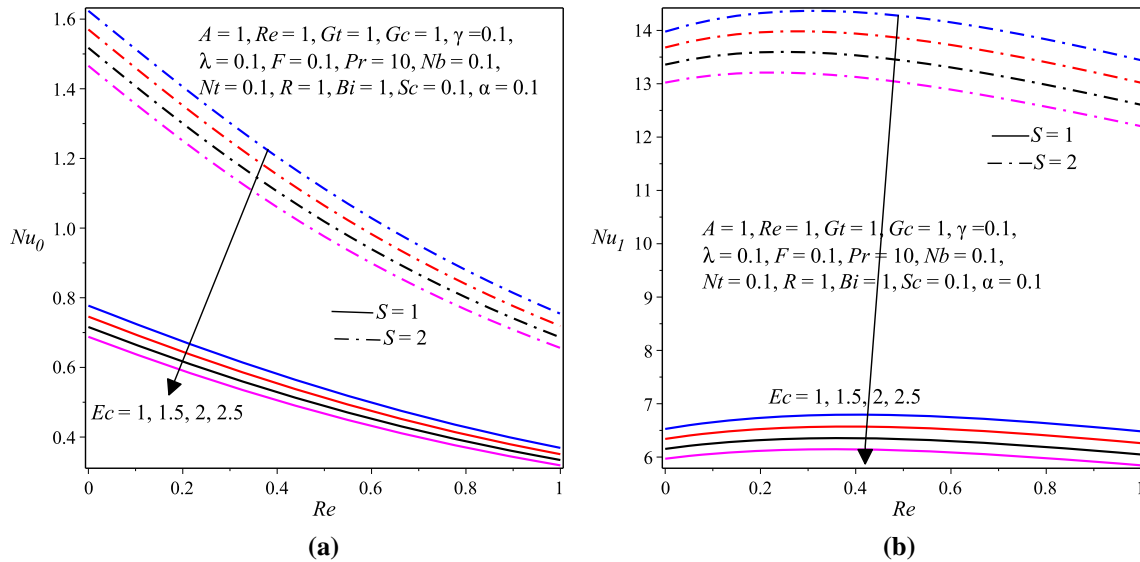 1.6
1.4
1.2
1.0
0.8
0.6
0.4
Nu0
A = 1, Re = 1, Gt = 1, Gc = 1, γ =0.1,
λ = 0.1, F = 0.1, Pr = 10, Nb = 0.1,
Nt = 0.1, R = 1, Bi = 1, Sc = 0.1, α = 0.1
S = 1
S = 2
Ec = 1, 1.5, 2, 2.5
0 0.2 0.4 0.6 0.8 1
Re
(a)
14
13
12
11
10
9
8
7
6
Nu1
S = 1
S = 2
A = 1, Re = 1, Gt = 1, Gc = 1, γ =0.1,
λ = 0.1, F = 0.1, Pr = 10, Nb = 0.1,
Nt = 0.1, R = 1, Bi = 1, Sc = 0.1, α = 0.1
Ec = 1, 1.5, 2, 2.5
0 0.2 0.4 0.6 0.8 1
Re
(b)